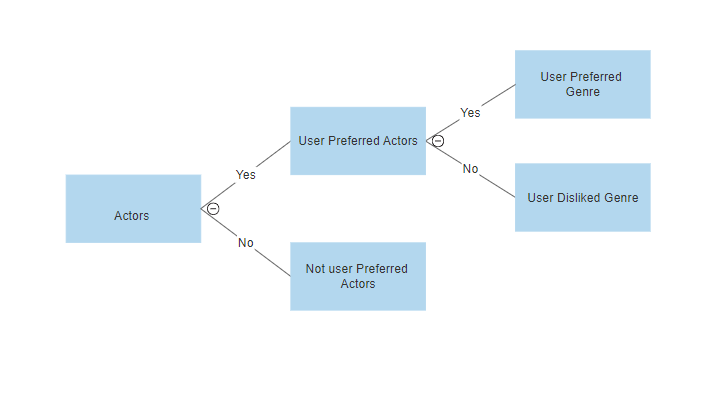 User Preferred
Genre
Yes
User Preferred Actors
No
User Disliked Genre
Yes
Actors
No
Not user Preferred
Actors